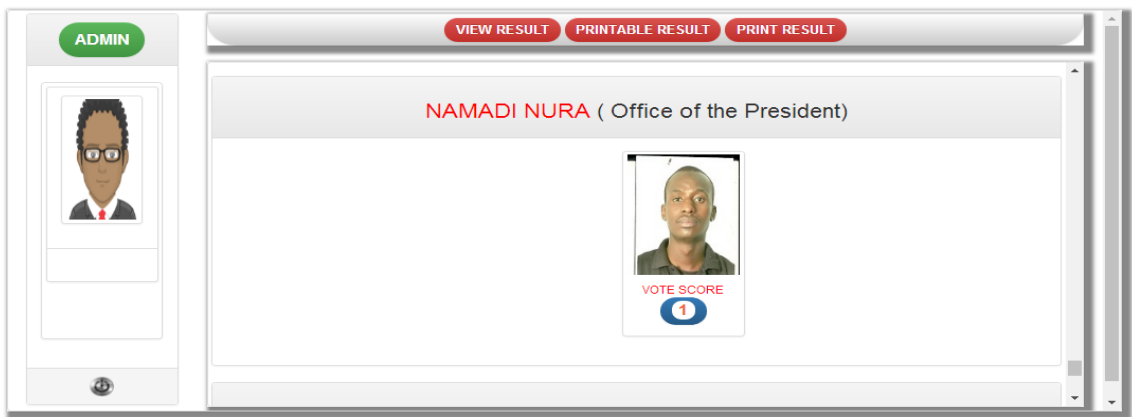 ADMIN
VIEW RESULT PRINTABLE RESULT PRINT RESULT
NAMADI NURA ( Office of the President)
VOTE SCORE
1